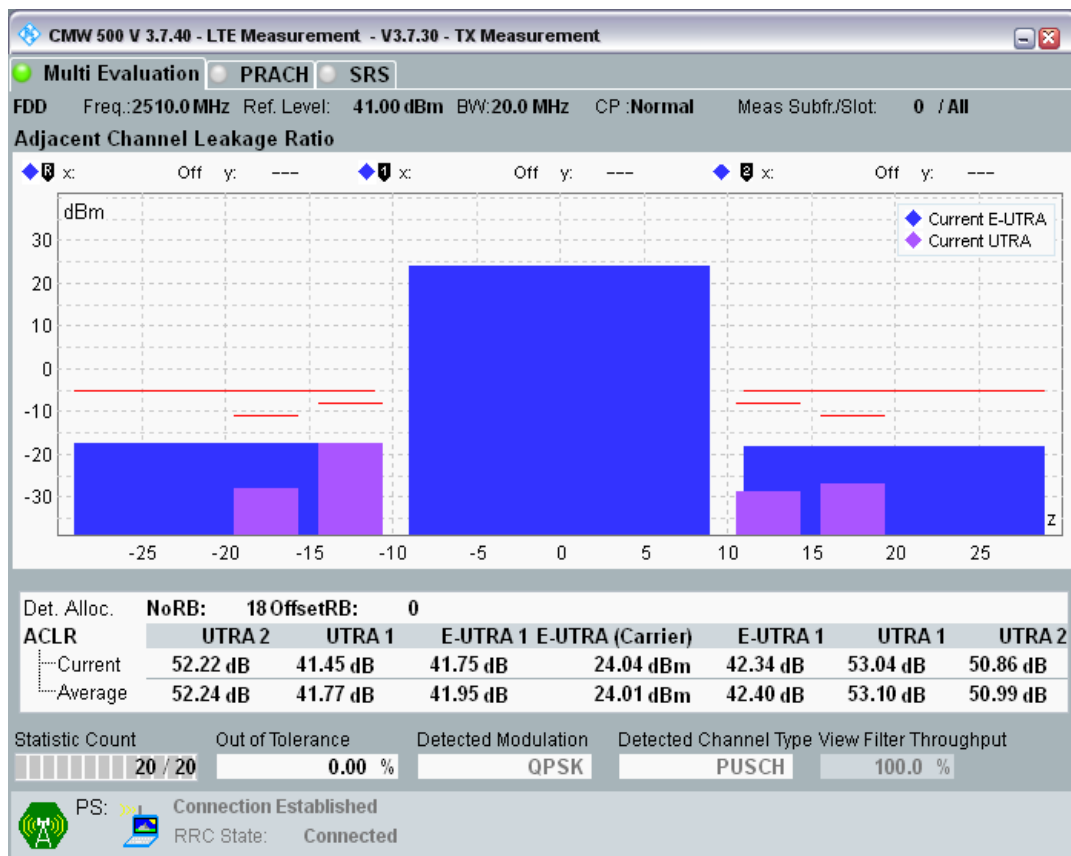 CMW 500 V 3.7.40 - LTE Measurement - V3.7.30 - TX Measurement
Multi Evaluation PRACH SRS
FDD Freq.:2510.0 MHz Ref. Level: 41.00 dBm BW:20.0 MHz CP :Normal Meas Subfr./Slot: 0 / All
Adjacent Channel Leakage Ratio
R x: Off y: --- 1 x: Off y: --- 2 x: Off y: ---
dBm
Current E-UTRA
Current UTRA
30
20
10
0
-10
-20
-30
z
-25 -20 -15 -10 -5 0 5 10 15 20 25
Det. Alloc. NoRB: 18 OffsetRB: 0
ACLR UTRA 2 UTRA 1 E-UTRA 1 E-UTRA (Carrier) E-UTRA 1 UTRA 1 UTRA 2
Current 52.22 dB 41.45 dB 41.75 dB 24.04 dBm 42.34 dB 53.04 dB 50.86 dB
Average 52.24 dB 41.77 dB 41.95 dB 24.01 dBm 42.40 dB 53.10 dB 50.99 dB
Statistic Count Out of Tolerance Detected Modulation Detected Channel Type View Filter Throughput
20 / 20 0.00 % QPSK PUSCH 100.0 %
PS: Connection Established
RRC State: Connected